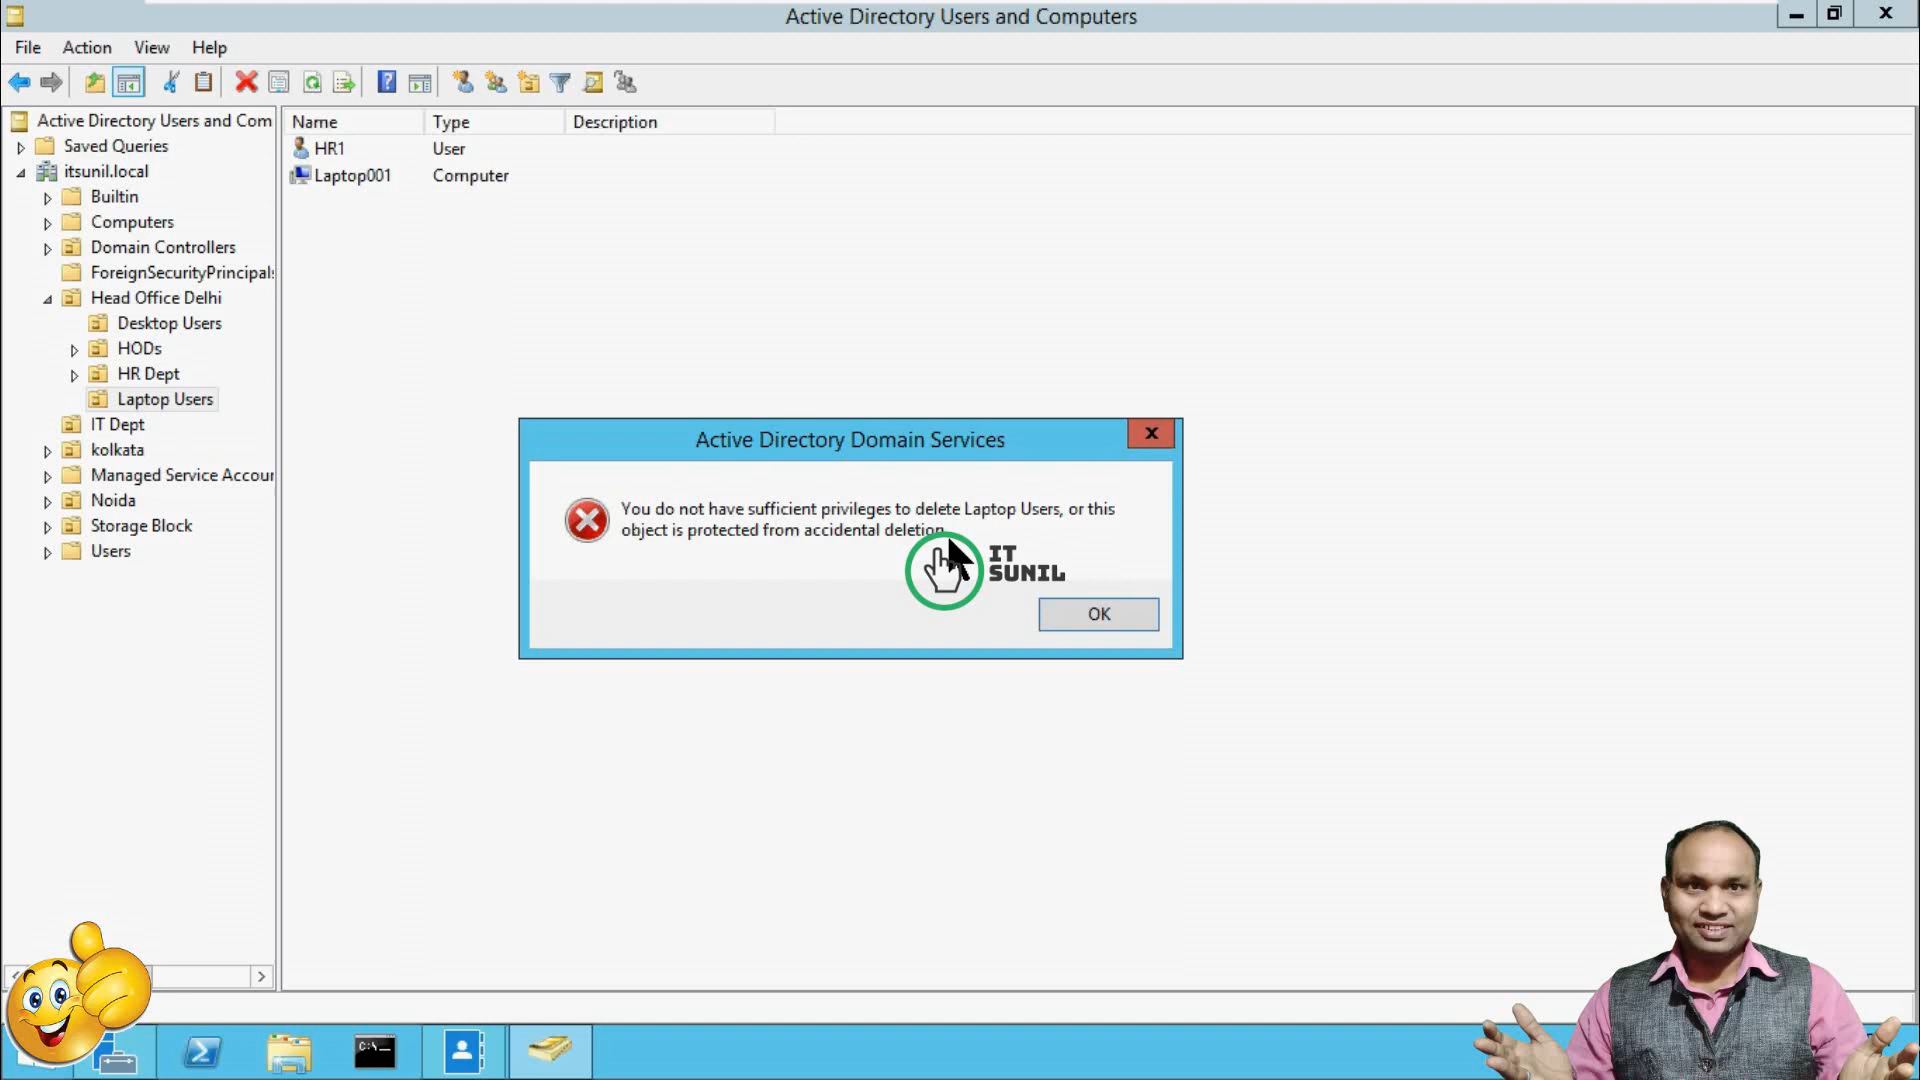 Active Directory Users and Computers
File Action View Help
Active Directory Users and Com
Saved Queries
itsunil.local
Builtin
Computers
Domain Controllers
ForeignSecurityPrincipals
Head Office Delhi
Desktop Users
HODs
HR Dept
Laptop Users
IT Dept
kolkata
Managed Service Accour
Noida
Storage Block
Users
Name Type Description
HR1 User
Laptop001 Computer
Active Directory Domain Services
You do not have sufficient privileges to delete Laptop Users, or this
object is protected from accidental deletion.
IT
SUNIL
OK
C:\